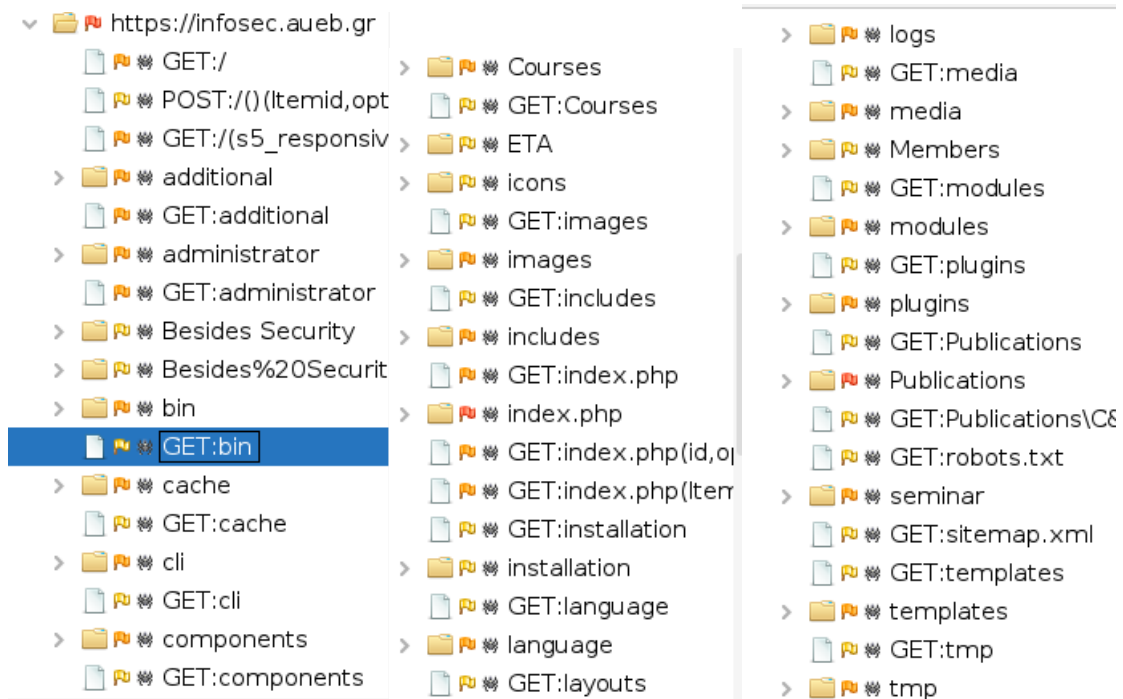 https://infosec.aueb.gr
GET:/
POST:/()(Itemid,opt
GET:/(s5_responsiv
additional
GET:additional
administrator
GET:administrator
Besides Security
Besides%20Securit
bin
GET:bin
cache
GET:cache
cli
GET:cli
components
GET:components
Courses
GET:Courses
ETA
icons
GET:images
images
GET:includes
includes
GET:index.php
index.php
GET:index.php(id,op
GET:index.php(Item
GET:installation
installation
GET:language
language
GET:layouts
logs
GET:media
media
Members
GET:modules
modules
GET:plugins
plugins
GET:Publications
Publications
GET:Publications\C&
GET:robots.txt
seminar
GET:sitemap.xml
GET:templates
templates
GET:tmp
tmp